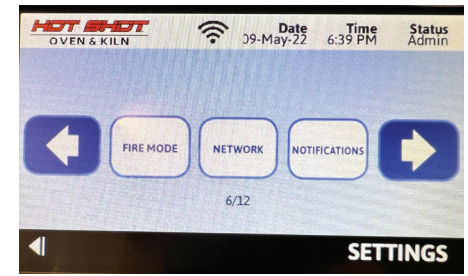 HOT SHOT
OVEN & KILN
Date
09-May-22
Time
6:39 PM
Status
Admin
FIRE MODE
NETWORK
NOTIFICATIONS
6/12
SETTINGS